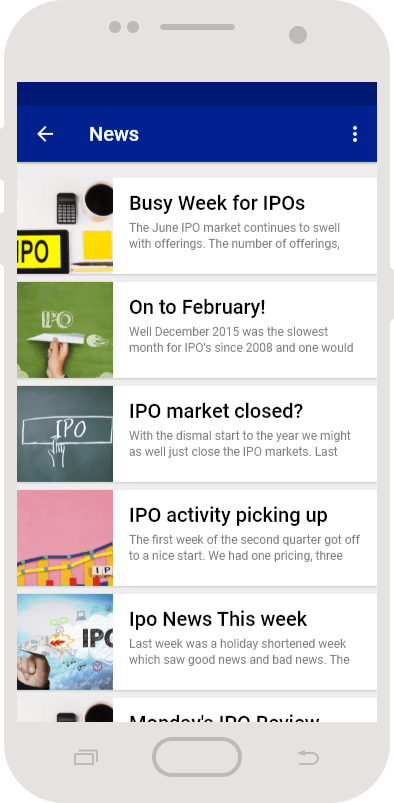 News
IPO
Busy Week for IPOs
The June IPO market continues to swell
with offerings. The number of offerings,
IPO
On to February!
Well December 2015 was the slowest
month for IPO's since 2008 and one would
IPO
IPO market closed?
With the dismal start to the year we might
as well just close the IPO markets. Last
IP
IPO activity picking up
The first week of the second quarter got off
to a nice start. We had one pricing, three
IPO
Ipo News This week
Last week was a holiday shortened week
which saw good news and bad news. The
Monday's IPO Review